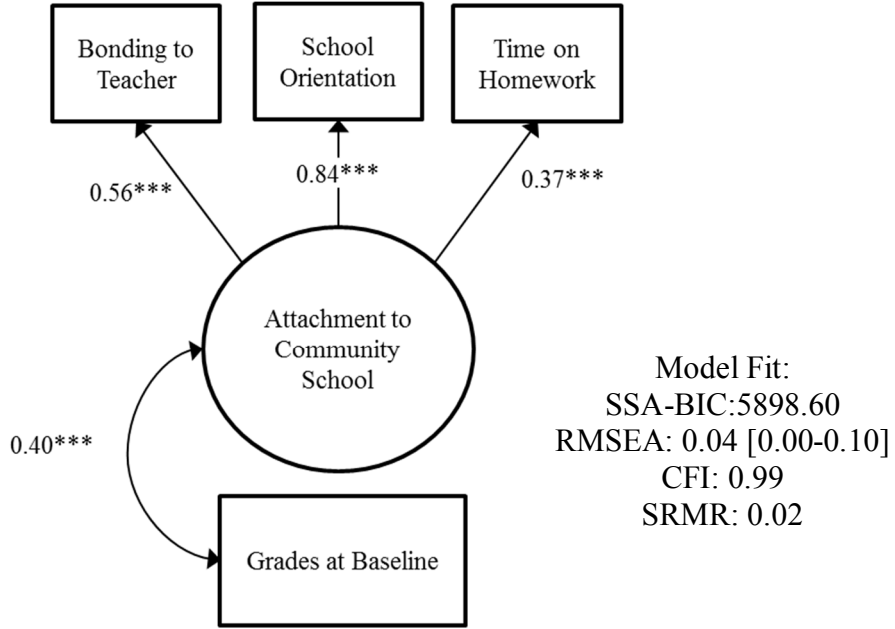 Bonding to
Teacher
School
Orientation
Time on
Homework
0.56***
0.84***
0.37***
Attachment to
Community
School
0.40***
Grades at Baseline
Model Fit:
SSA-BIC:5898.60
RMSEA: 0.04 [0.00-0.10]
CFI: 0.99
SRMR: 0.02